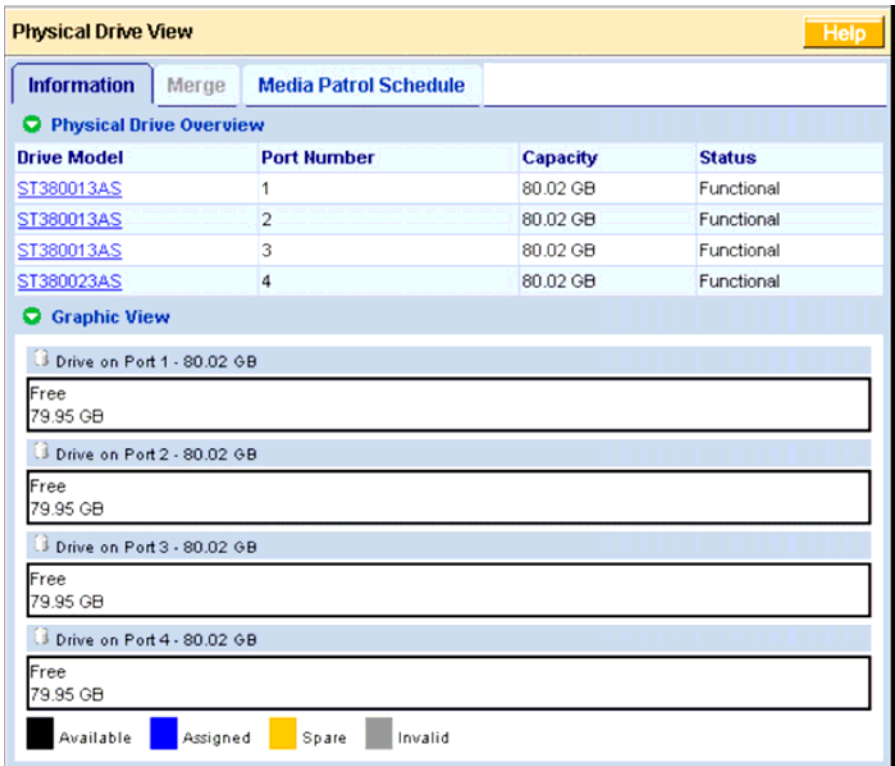 Physical Drive View
Help
Information Merge Media Patrol Schedule
Physical Drive Overview
Drive Model Port Number Capacity Status
ST380013AS 1 80.02 GB Functional
ST380013AS 2 80.02 GB Functional
ST380013AS 3 80.02 GB Functional
ST380023AS 4 80.02 GB Functional
Graphic View
Drive on Port 1 - 80.02 GB
Free
79.95 GB
Drive on Port 2 - 80.02 GB
Free
79.95 GB
Drive on Port 3 - 80.02 GB
Free
79.95 GB
Drive on Port 4 - 80.02 GB
Free
79.95 GB
Available Assigned Spare Invalid